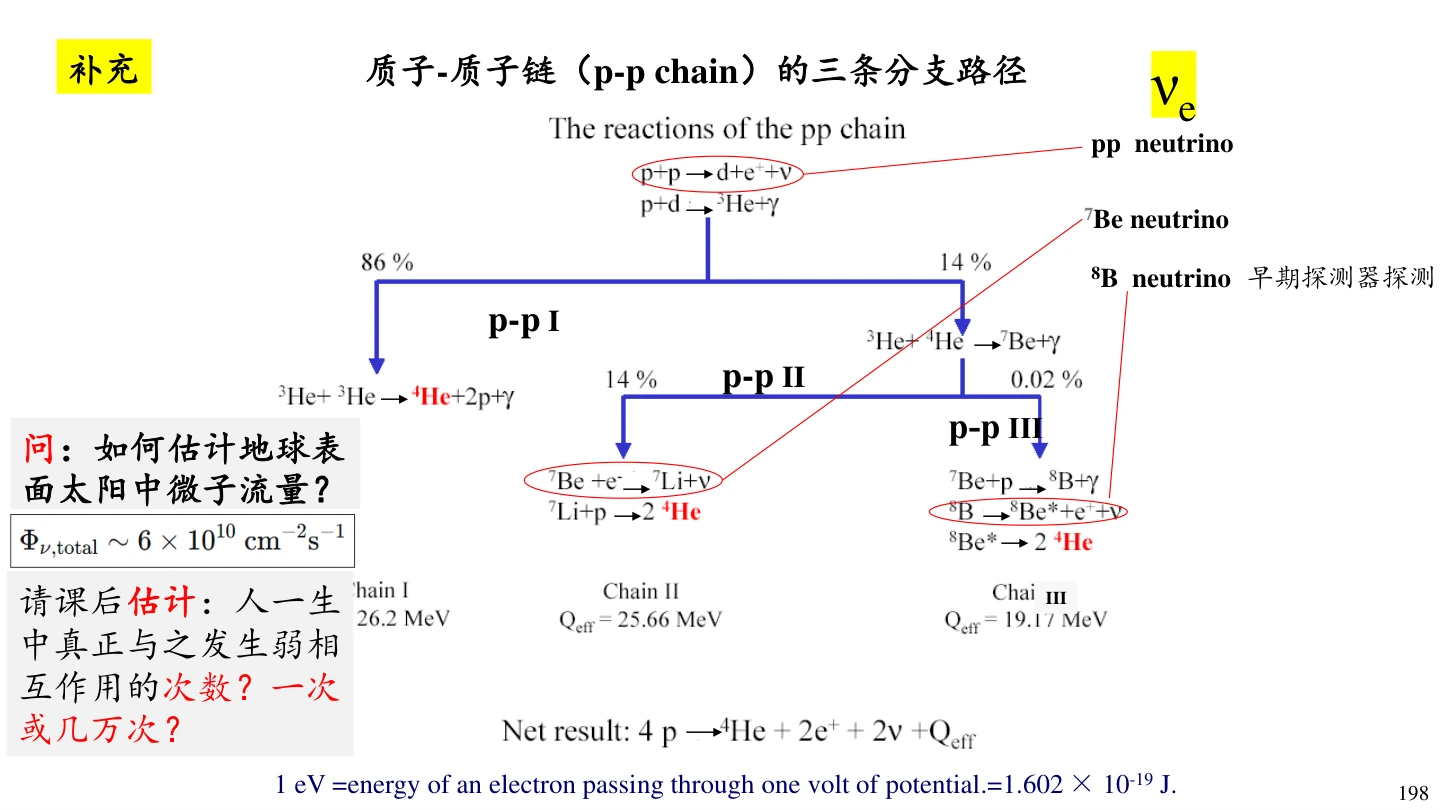 补充
质子-质子链（p-p chain）的三条分支路径
νe
The reactions of the pp chain
pp neutrino
p+p → d+e⁺+ν
p+d → ³He+γ
⁷Be neutrino
86 %
14 %
⁸B neutrino 早期探测器探测
p-p I
³He+ ⁴He → ⁷Be+γ
14 %
p-p II
0.02 %
³He+ ³He → ⁴He+2p+γ
p-p III
问：如何估计地球表
面太阳中微子流量？
⁷Be +e⁻ → ⁷Li+ν
⁷Be+p → ⁸B+γ
⁷Li+p → 2 ⁴He
⁸B → ⁸Be*+e⁺+ν
Φν,total ∼ 6 × 10¹⁰ cm⁻²s⁻¹
⁸Be* → 2 ⁴He
请课后估计：人一生
中真正与之发生弱相
互作用的次数？一次
或几万次？
hain I
26.2 MeV
Chain II
Qeff = 25.66 MeV
Chai III
Qeff = 19.17 MeV
Net result: 4 p → ⁴He + 2e⁺ + 2ν +Qeff
1 eV =energy of an electron passing through one volt of potential.=1.602 × 10⁻¹⁹ J.
198